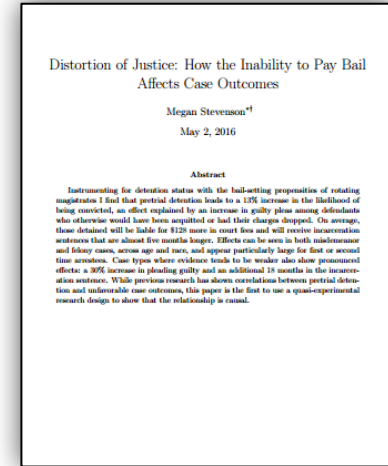 Distortion of Justice: How the Inability to Pay Bail
Affects Case Outcomes
Megan Stevenson*†
May 2, 2016
Abstract
Instrumenting for detention status with the bail-setting propensities of rotating
magistrates I find that pretrial detention leads to a 13% increase in the likelihood of
being convicted, an effect explained by an increase in guilty pleas among defendants
who otherwise would have been acquitted or had their charges dropped. On average,
those detained will be liable for $128 more in court fees and will receive incarceration
sentences that are almost five months longer. Effects can be seen in both misdemeanor
and felony cases, across age and race, and appear particularly large for first or second
time arrestees. Case types where evidence tends to be weaker also show pronounced
effects: a 30% increase in pleading guilty and an additional 18 months in the incarcer-
ation sentence. While previous research has shown correlations between pretrial deten-
tion and unfavorable case outcomes, this paper is the first to use a quasi-experimental
research design to show that the relationship is causal.